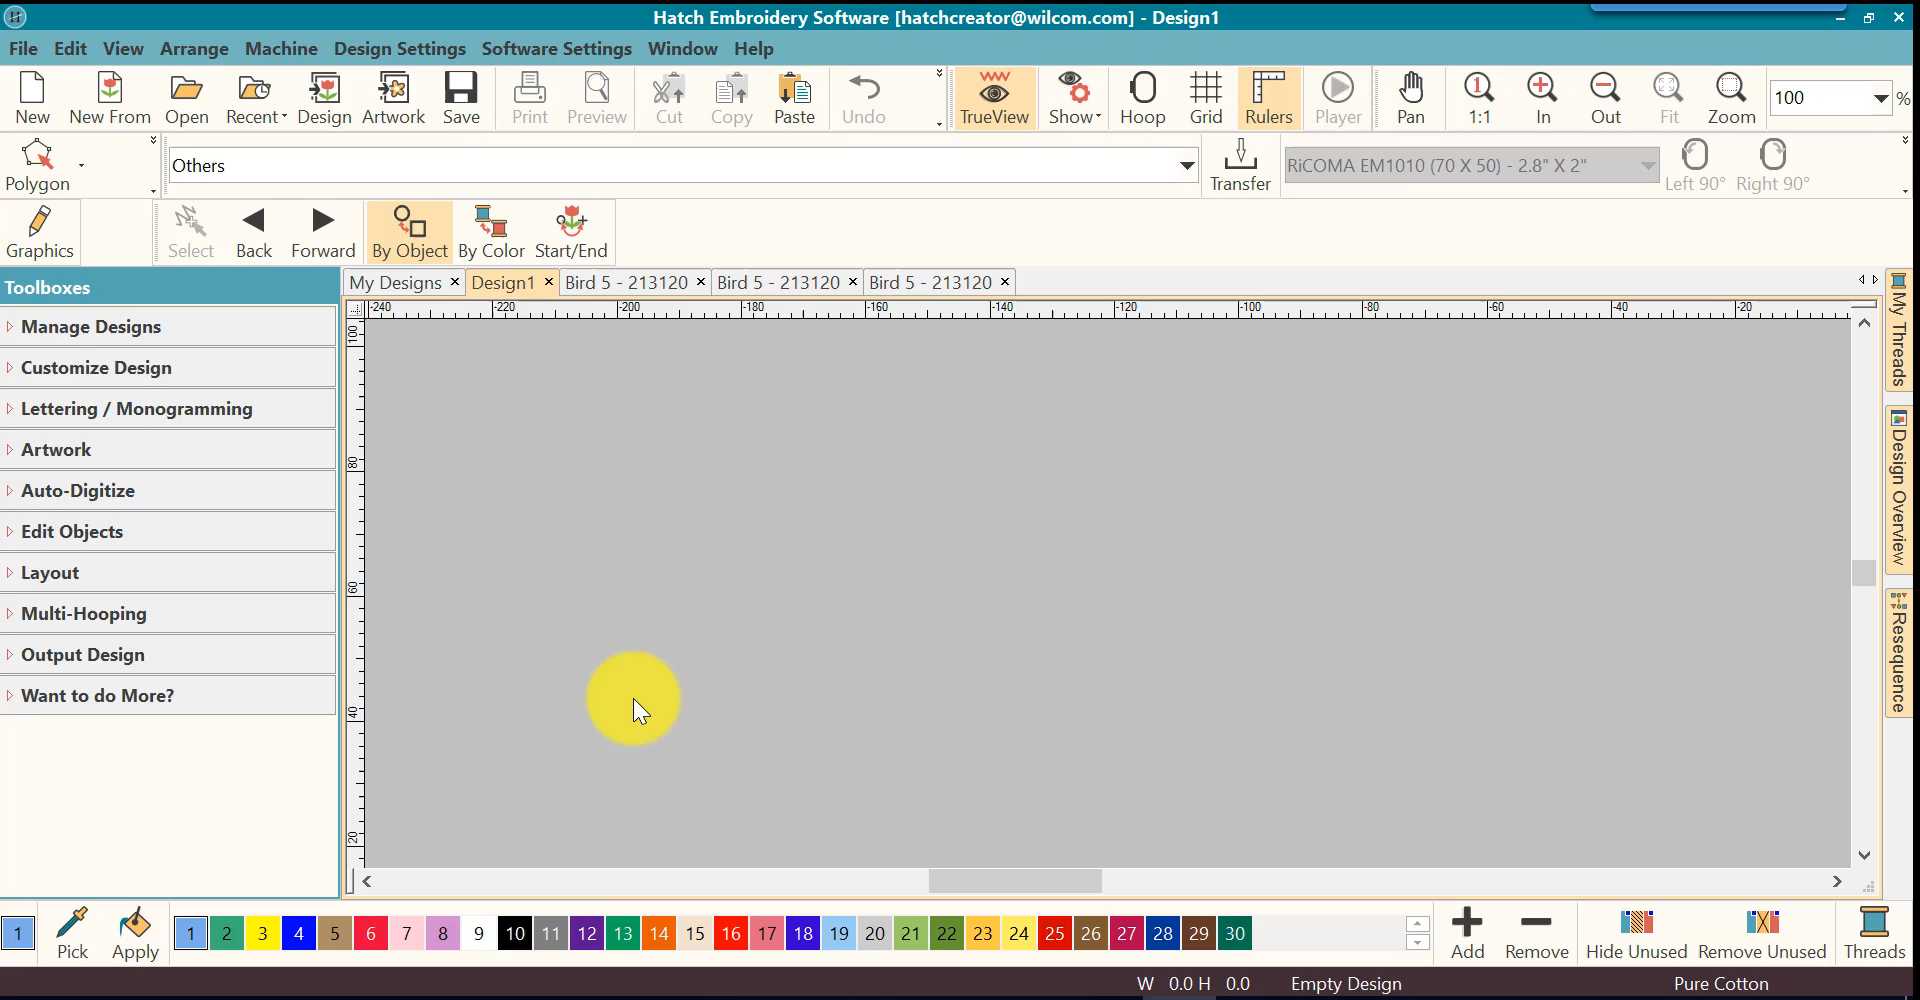 Hatch Embroidery Software [hatchcreator@wilcom.com] - Design1
File Edit View Arrange Machine Design Settings Software Settings Window Help
New New From Open Recent Design Artwork Save Print Preview Cut Copy Paste Undo TrueView Show Hoop Grid Rulers Player Pan 1:1 In Out Fit Zoom 100 %
Polygon Others Transfer RiCOMA EM1010 (70 X 50) - 2.8" X 2" Left 90° Right 90°
Graphics Select Back Forward By Object By Color Start/End
Toolboxes
My Designs Design1 Bird 5 - 213120 Bird 5 - 213120 Bird 5 - 213120
-240 -220 -200 -180 -160 -140 -120 -100 -80 -60 -40 -20
100
80
60
40
20
Manage Designs
Customize Design
Lettering / Monogramming
Artwork
Auto-Digitize
Edit Objects
Layout
Multi-Hooping
Output Design
Want to do More?
My Threads
Design Overview
Resequence
1 Pick Apply 1 2 3 4 5 6 7 8 9 10 11 12 13 14 15 16 17 18 19 20 21 22 23 24 25 26 27 28 29 30 Add Remove Hide Unused Remove Unused Threads
W 0.0 H 0.0 Empty Design Pure Cotton